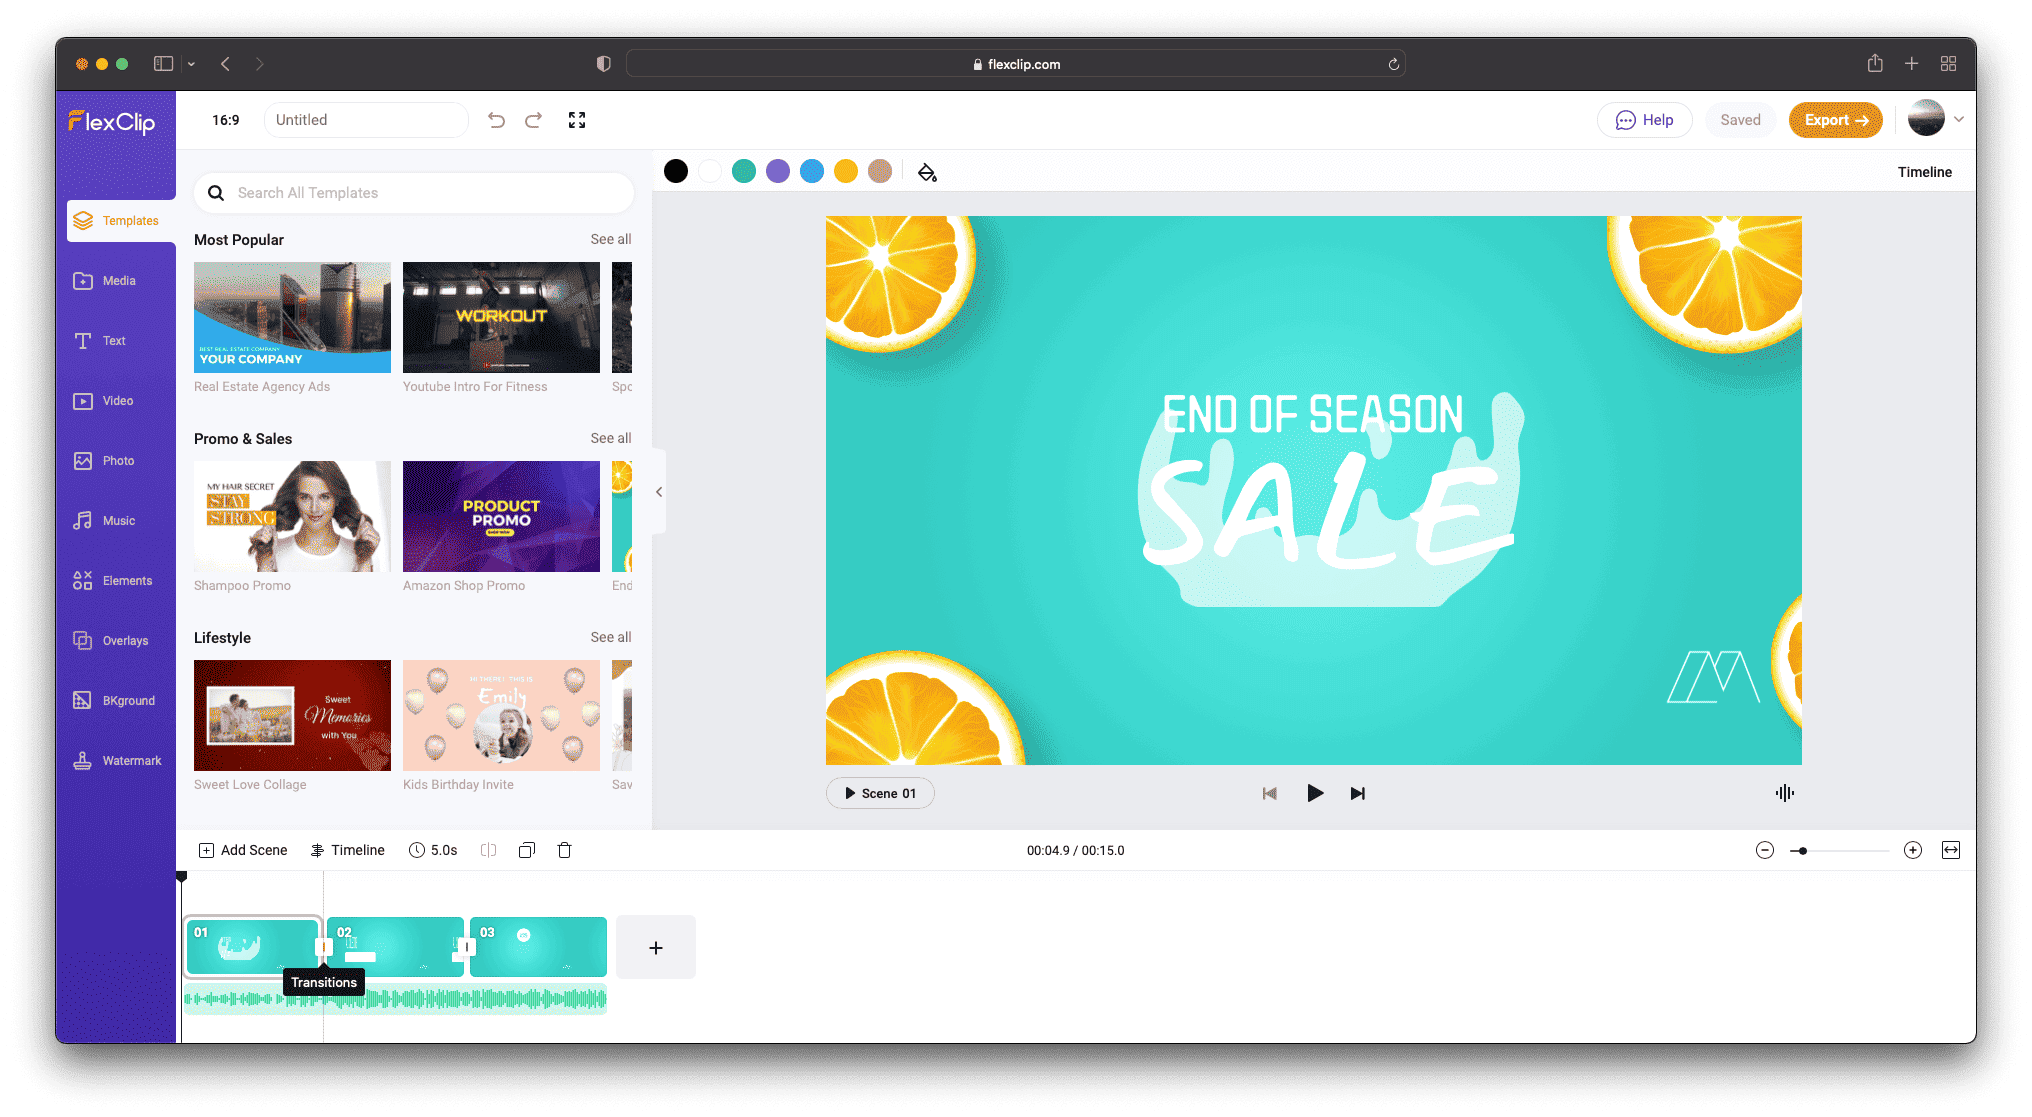 flexclip.com
FlexClip
16:9
Untitled
Help
Saved
Export
Templates
Media
Text
Video
Photo
Music
Elements
Overlays
BKground
Watermark
Search All Templates
Most Popular
See all
BEST REAL ESTATE COMPANY
YOUR COMPANY
WORKOUT
Real Estate Agency Ads
Youtube Intro For Fitness
Spo
Promo & Sales
See all
MY HAIR SECRET
STAY
STRONG
PRODUCT
PROMO
SHOP NOW
Shampoo Promo
Amazon Shop Promo
End
Lifestyle
See all
Sweet
Memories
with You
HI THERE! THIS IS
Emily
Sweet Love Collage
Kids Birthday Invite
Sav
Timeline
END OF SEASON
SALE
Scene 01
Add Scene
Timeline
5.0s
00:04.9 / 00:15.0
01
02
03
Transitions